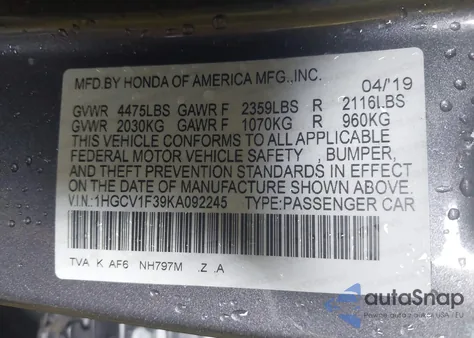 MFD.BY HONDA OF AMERICA MFG.,INC.
04/'19
GVWR 4475LBS GAWR F 2359LBS R 2116LBS
GVWR 2030KG GAWR F 1070KG R 960KG
THIS VEHICLE CONFORMS TO ALL APPLICABLE
FEDERAL MOTOR VEHICLE SAFETY , BUMPER,
AND THEFT PREVENTION STANDARDS IN EFFECT
ON THE DATE OF MANUFACTURE SHOWN ABOVE.
V.I.N.:1HGCV1F39KA092245 TYPE:PASSENGER CAR
TVA K AF6 NH797M .Z .A
autoSnap